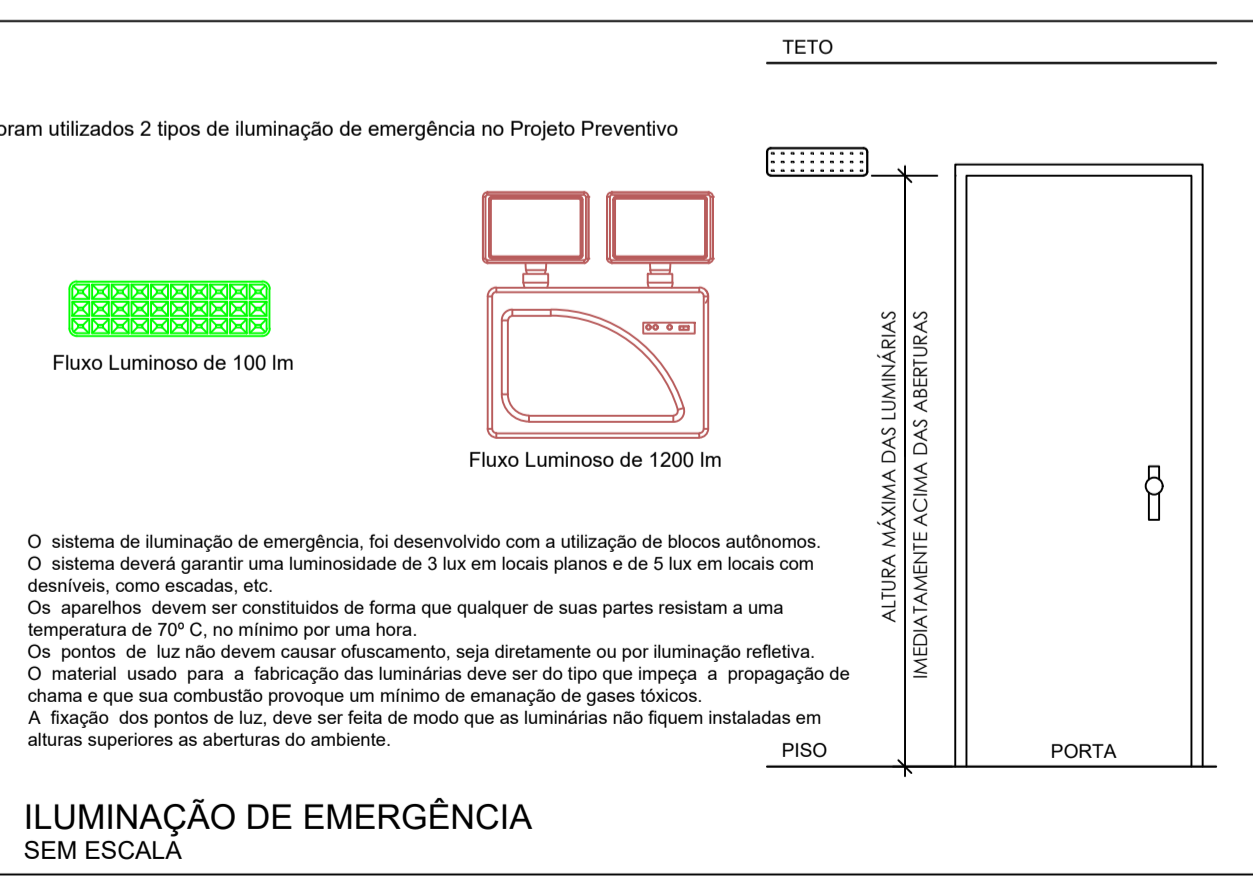 TETO
oram utilizados 2 tipos de iluminação de emergência no Projeto Preventivo
Fluxo Luminoso de 100 lm
Fluxo Luminoso de 1200 lm
ALTURA MÁXIMA DAS LUMINÁRIAS
IMEDIATAMENTE ACIMA DAS ABERTURAS
O sistema de iluminação de emergência, foi desenvolvido com a utilização de blocos autônomos.
O sistema deverá garantir uma luminosidade de 3 lux em locais planos e de 5 lux em locais com
desníveis, como escadas, etc.
Os aparelhos devem ser constituidos de forma que qualquer de suas partes resistam a uma
temperatura de 70º C, no mínimo por uma hora.
Os pontos de luz não devem causar ofuscamento, seja diretamente ou por iluminação refletiva.
O material usado para a fabricação das luminárias deve ser do tipo que impeça a propagação de
chama e que sua combustão provoque um mínimo de emanação de gases tóxicos.
A fixação dos pontos de luz, deve ser feita de modo que as luminárias não fiquem instaladas em
alturas superiores as aberturas do ambiente.
PISO
PORTA
ILUMINAÇÃO DE EMERGÊNCIA
SEM ESCALA